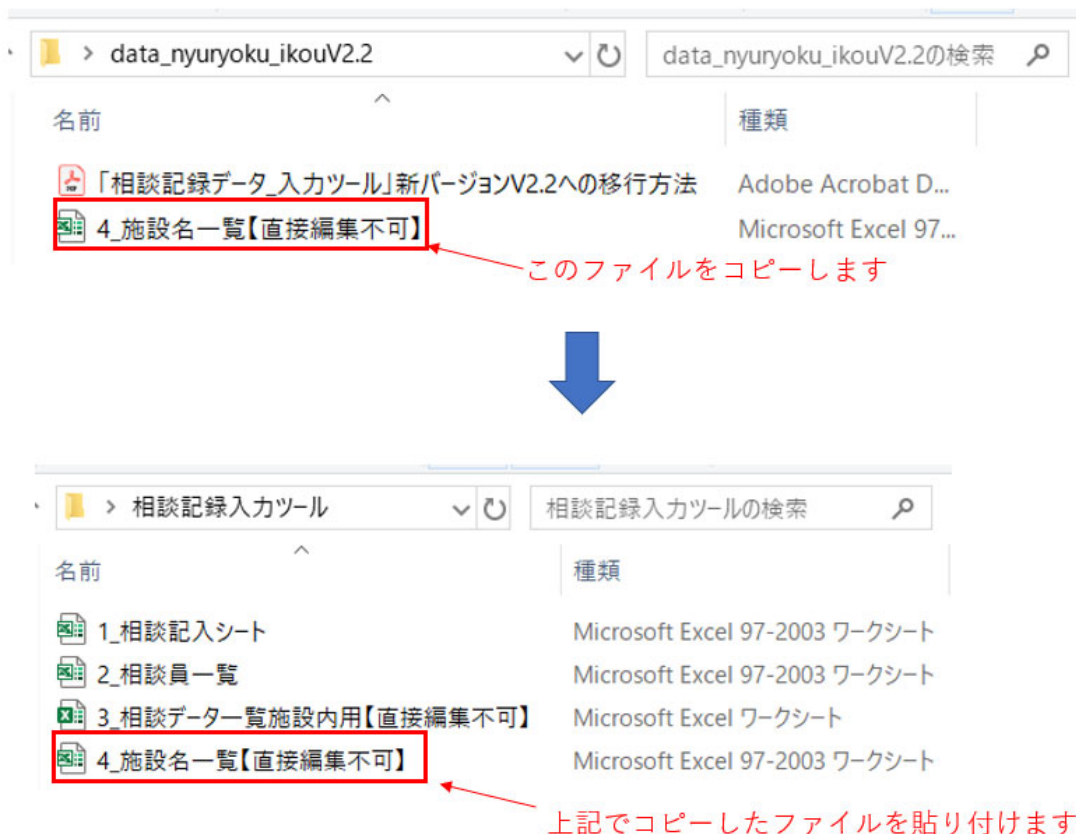 > data_nyuryoku_ikouV2.2
data_nyuryoku_ikouV2.2の検索
名前 種類
「相談記録データ_入力ツール」新バージョンV2.2への移行方法 Adobe Acrobat D...
4_施設名一覧【直接編集不可】 Microsoft Excel 97...
このファイルをコピーします
> 相談記録入力ツール
相談記録入力ツールの検索
名前 種類
1_相談記入シート Microsoft Excel 97-2003 ワークシート
2_相談員一覧 Microsoft Excel 97-2003 ワークシート
3_相談データ一覧施設内用【直接編集不可】 Microsoft Excel ワークシート
4_施設名一覧【直接編集不可】 Microsoft Excel 97-2003 ワークシート
上記でコピーしたファイルを貼り付けます